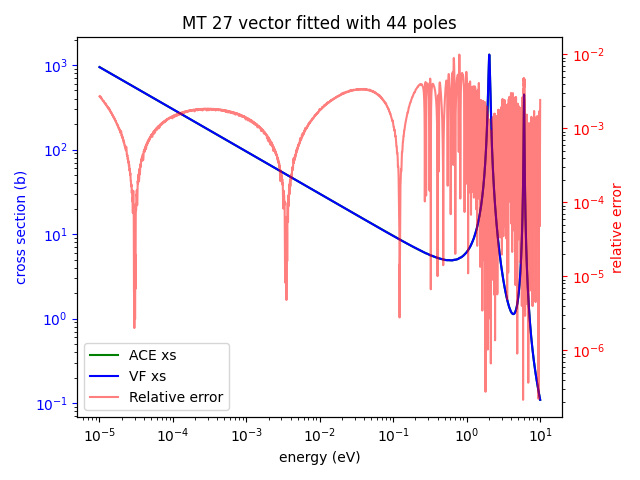 MT 27 vector fitted with 44 poles
cross section (b)
10³
10²
10¹
10⁰
10⁻¹
10⁻²
10⁻³
10⁻⁴
10⁻⁵
10⁻⁶
relative error
ACE xs
VF xs
Relative error
10⁻⁵ 10⁻⁴ 10⁻³ 10⁻² 10⁻¹ 10⁰ 10¹
energy (eV)